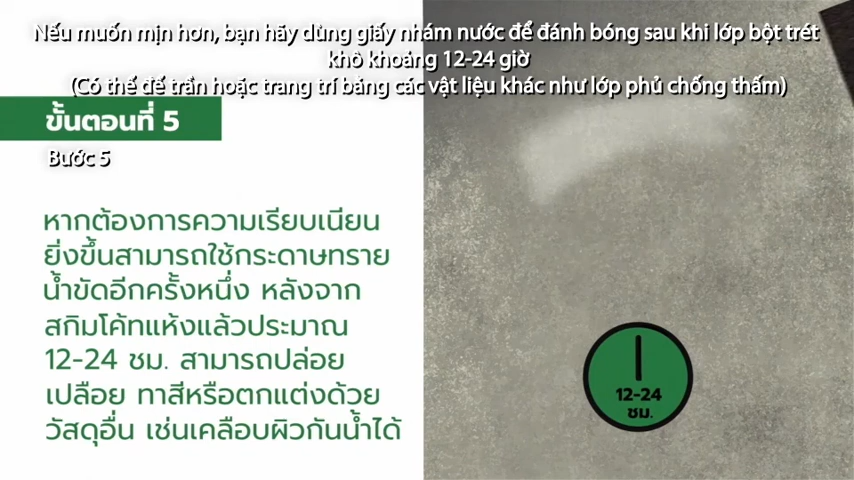 Nếu muốn mịn hơn, bạn hãy dùng giấy nhám nước để đánh bóng sau khi lớp bột trét
khô khoảng 12-24 giờ
(Có thể để trần hoặc trang trí bằng các vật liệu khác như lớp phủ chống thấm)
ขั้นตอนที่ 5
Bước 5
หากต้องการความเรียบเนียน
ยิ่งขึ้นสามารถใช้กระดาษทราย
น้ำขัดอีกครั้งหนึ่ง หลังจาก
สกิมโค้ทแห้งแล้วประมาณ
12-24 ชม. สามารถปล่อย
เปลือย ทาสีหรือตกแต่งด้วย
วัสดุอื่น เช่นเคลือบผิวกันน้ำได้
12-24
ชม.